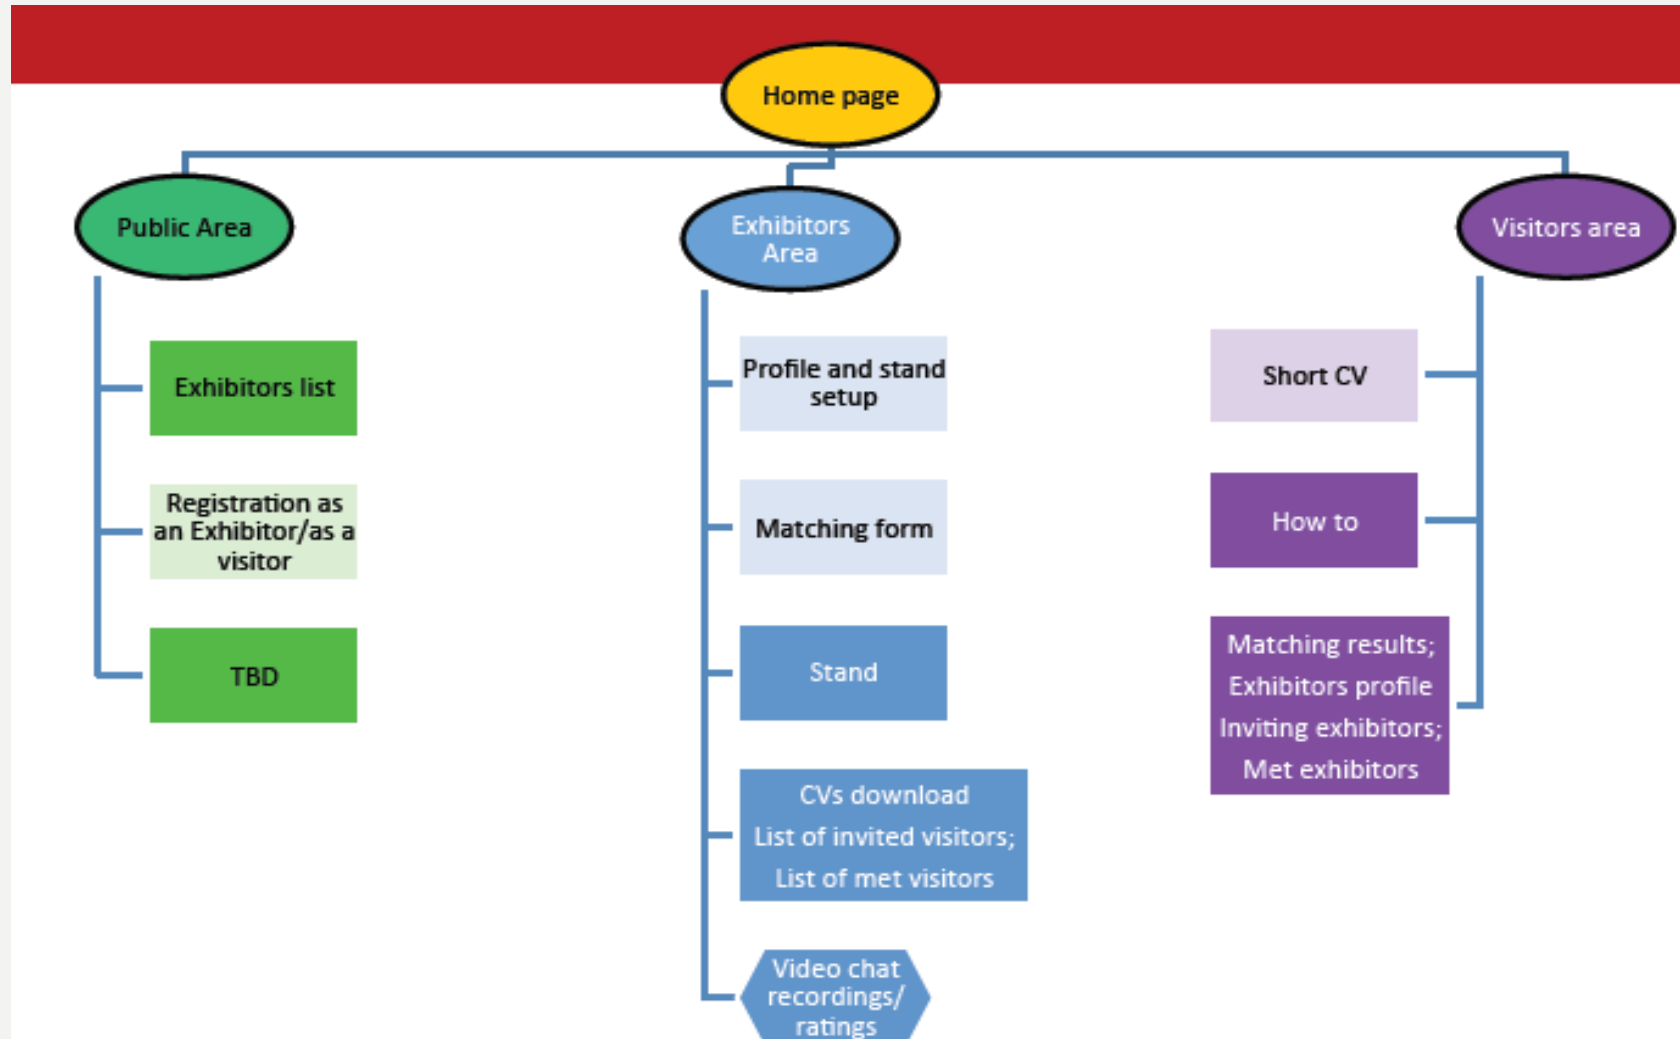 Home page
Public Area
Exhibitors
Area
Visitors area
Exhibitors list
Registration as
an Exhibitor/as a
visitor
TBD
Profile and stand
setup
Matching form
Stand
CVs download
List of invited visitors;
List of met visitors
Video chat
recordings/
ratings
Short CV
How to
Matching results;
Exhibitors profile
Inviting exhibitors;
Met exhibitors